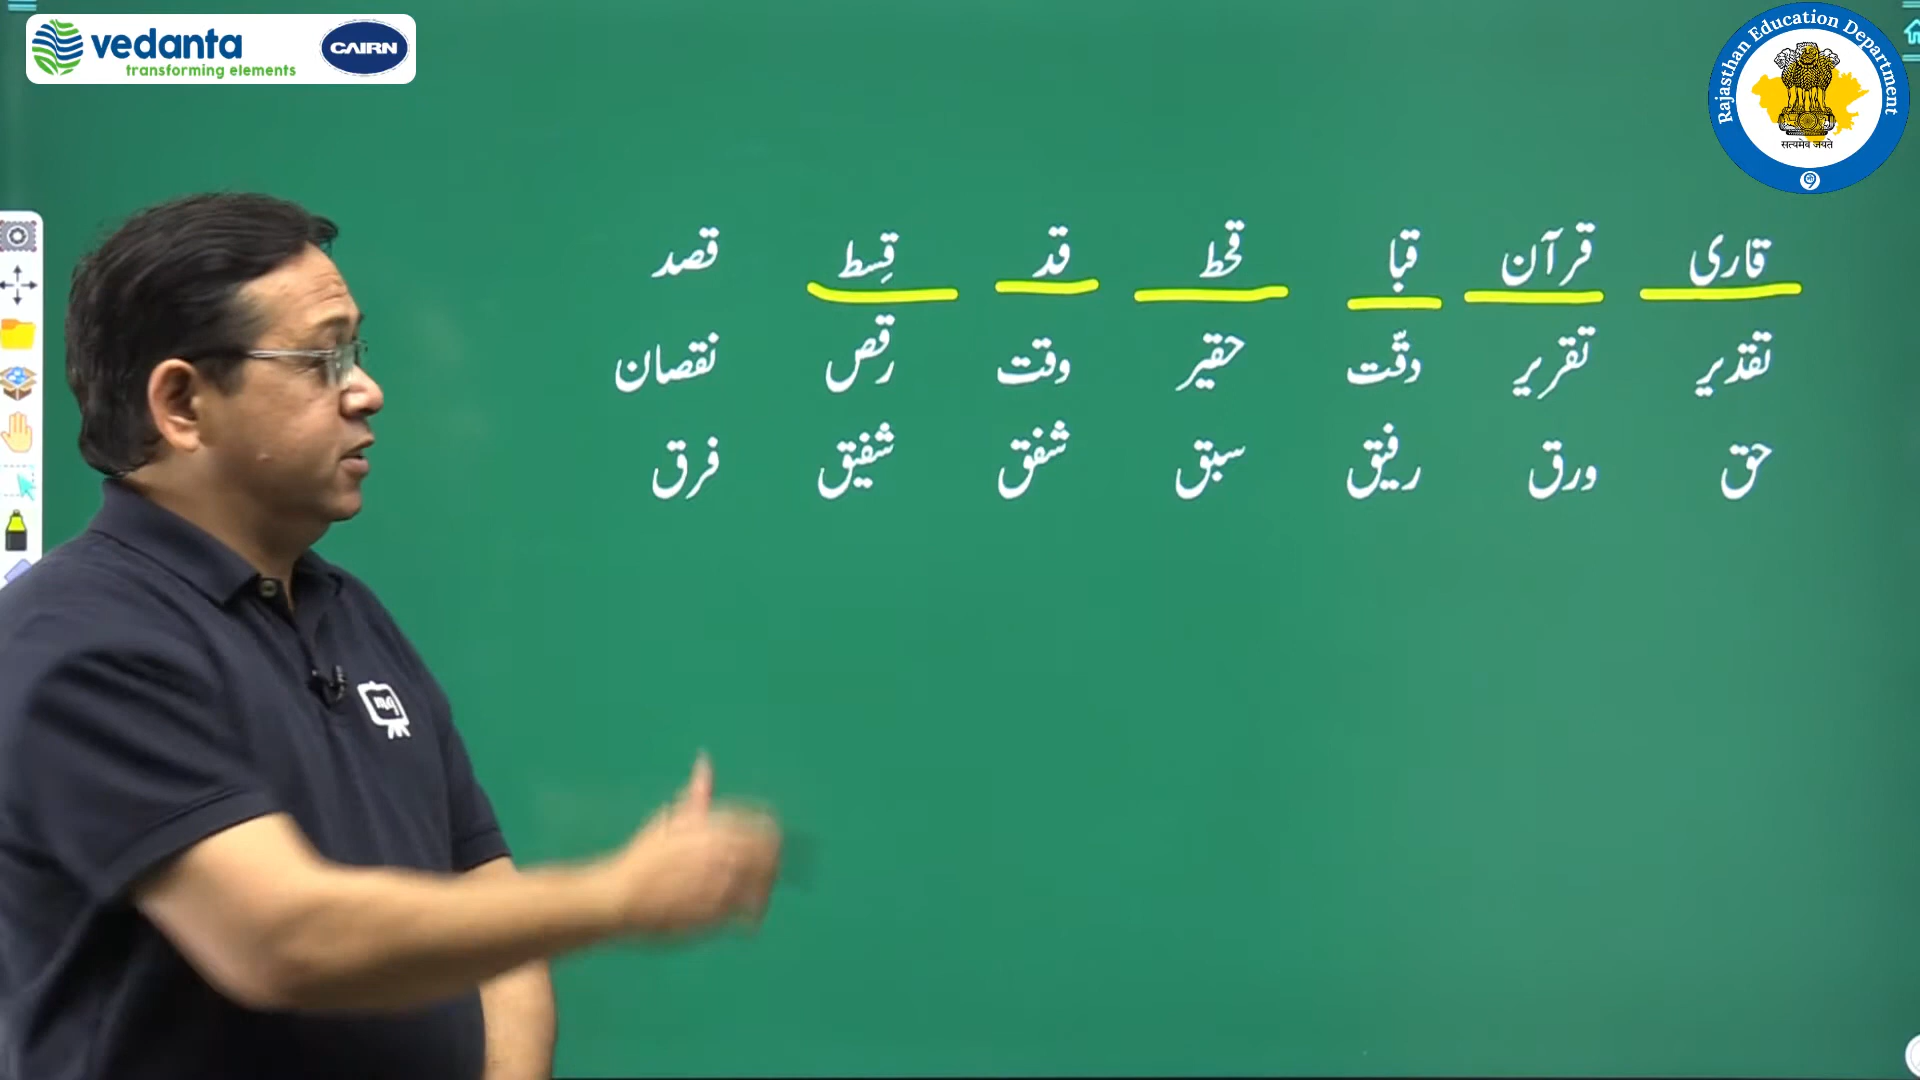 vedanta
transforming elements
CAIRN
Rajasthan Education Department
सत्यमेव जयते
قاری قرآن قبا قحط قد قِسط قصد
تقدیر تقریر دقّت حقیر وقت رقص نقصان
حق ورق رفیق سبق شفق شفیق فرق